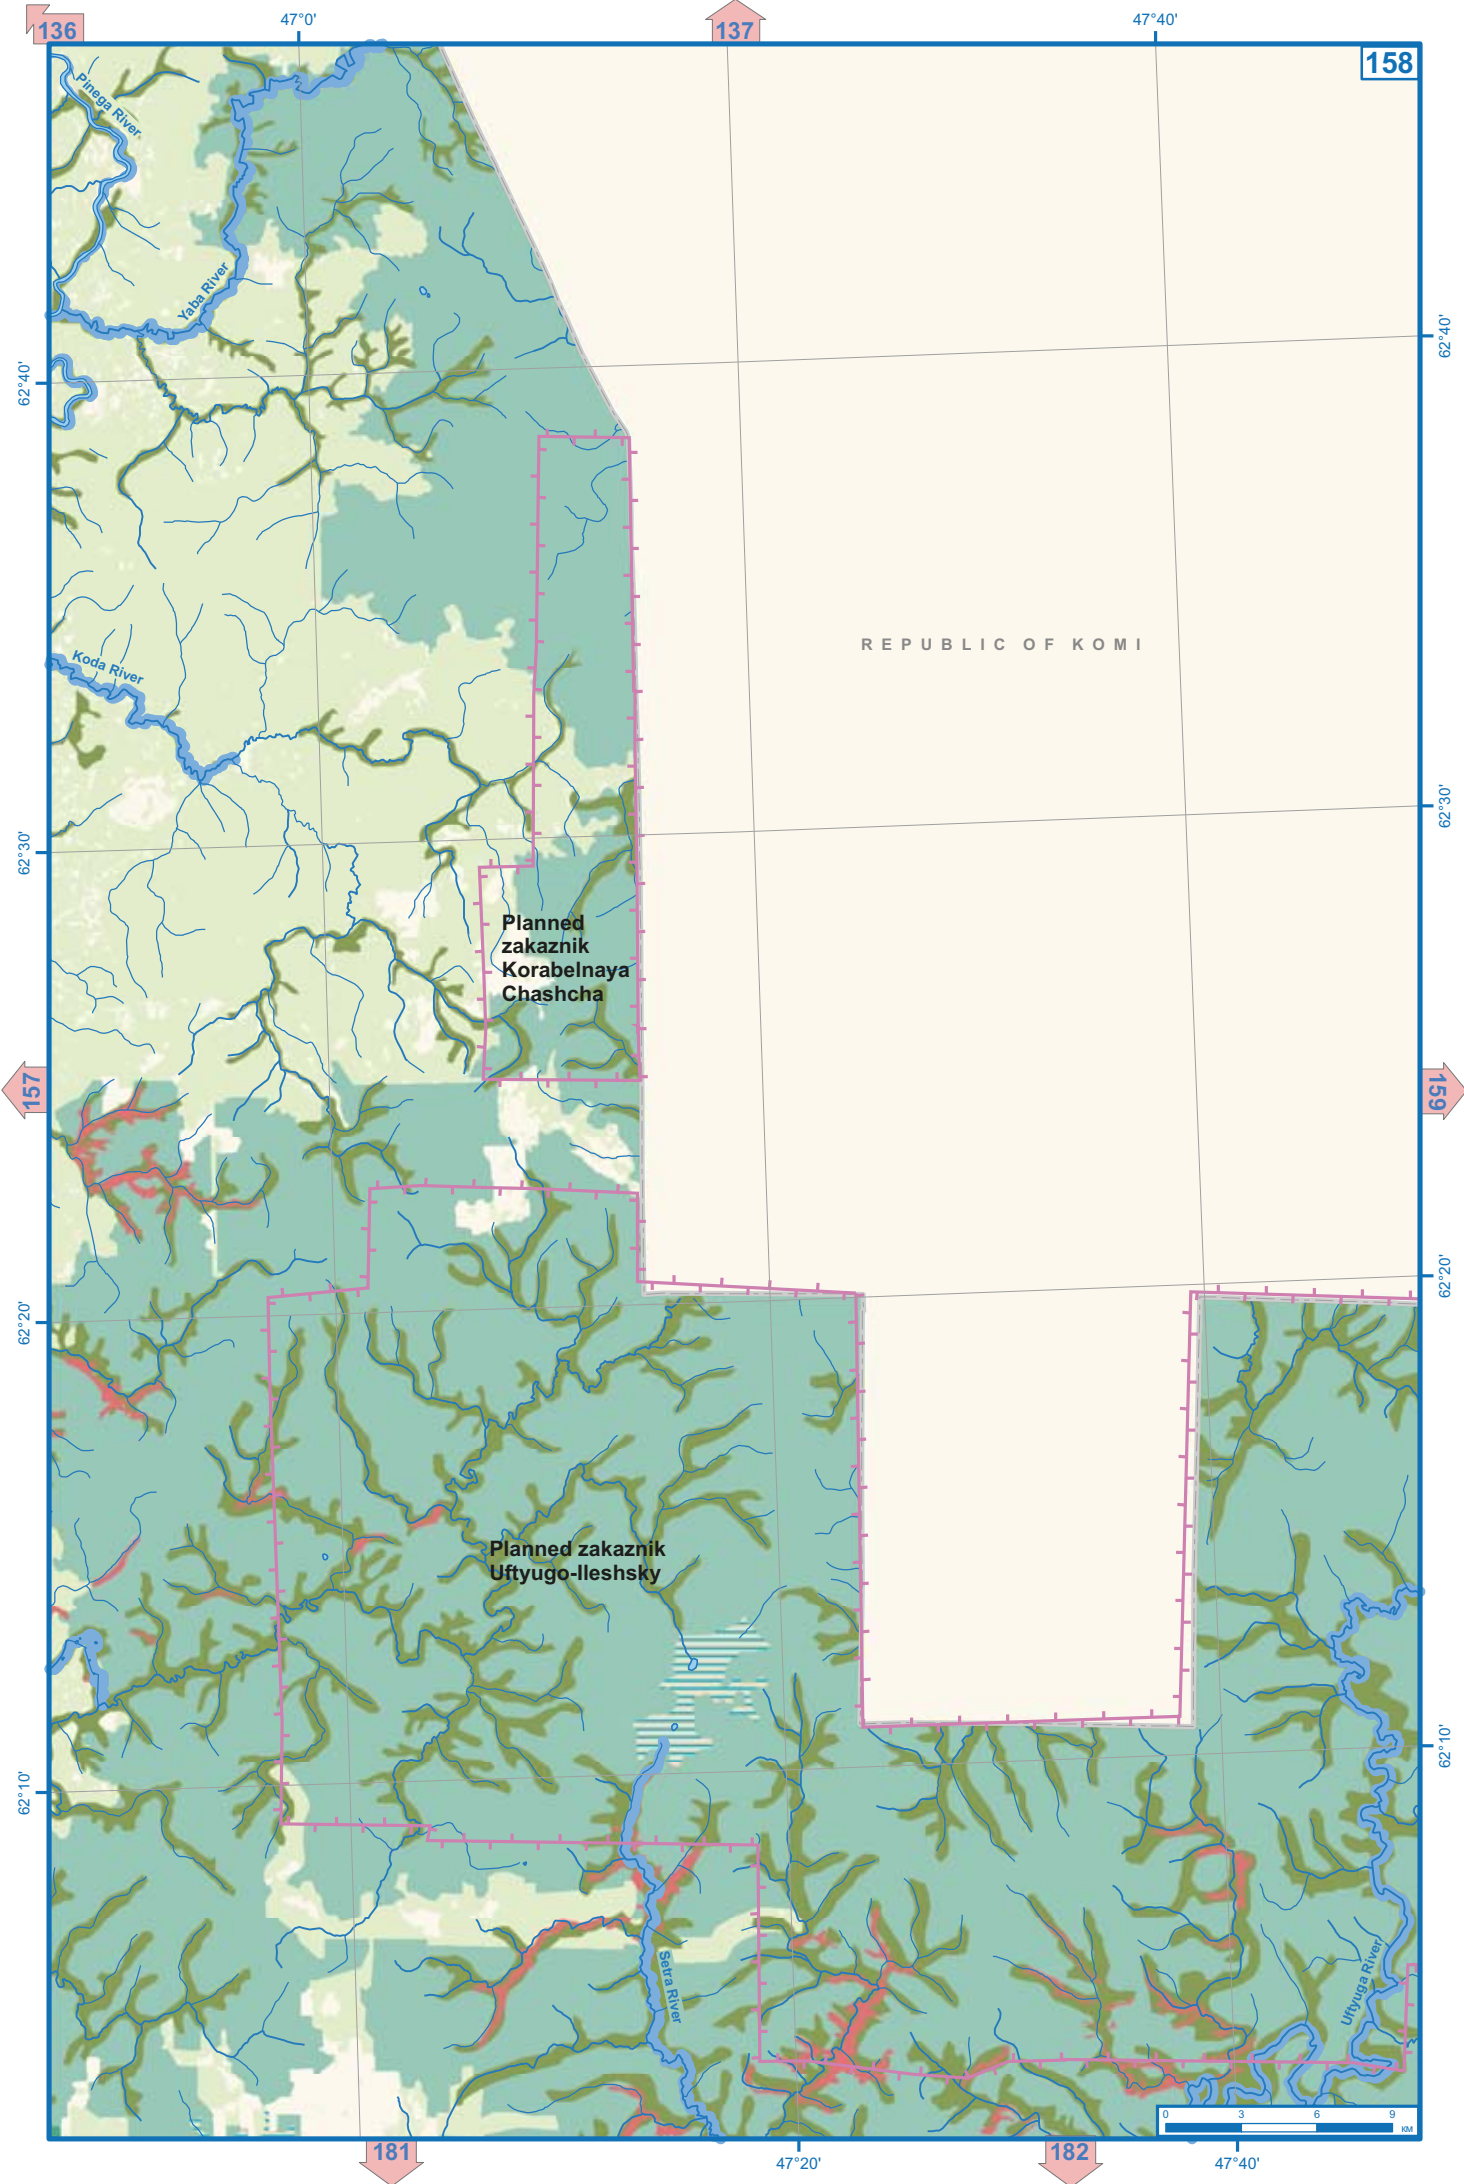 136
47°0'
137
47°40'
158
Pinega River
Yaba River
62°40'
62°40'
REPUBLIC OF KOMI
Koda River
62°30'
62°30'
Planned
zakaznik
Korabelnaya
Chashcha
157
159
62°20'
62°20'
Planned zakaznik
Uftyugo-Ileshsky
62°10'
62°10'
Setra River
Uftyuga River
0 3 6 9
КМ
181
47°20'
182
47°40'